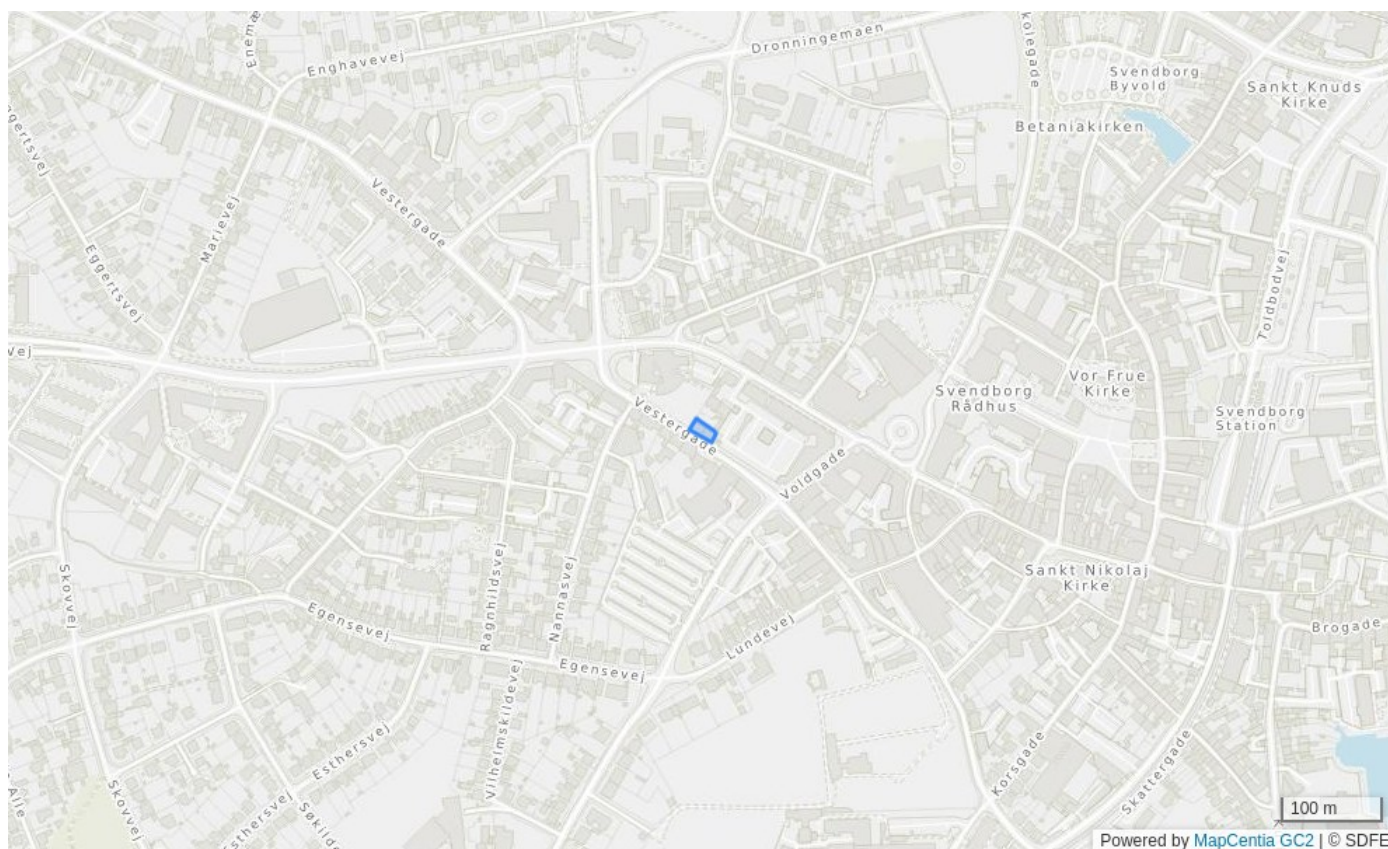 Dronningemaen
Enghavevej
Svendborg
Byvold
Sankt Knuds
Kirke
Betaniakirken
Vestergade
Marievej
Eggertsvej
Toldbodvej
Vej
Vor Frue
Kirke
Svendborg
Rådhus
Svendborg
Station
Vestergade
Voldgade
Sankt Nikolaj
Kirke
Skovvej
Egensevej
Ragnhildsvej
Nannasvej
Lundevej
Brogade
Egensevej
Vilhelmskildevej
Esthersvej
Korsgade
Skattergade
Skovvej
Esthersvej
100 m
Powered by MapCentia GC2 | © SDFE